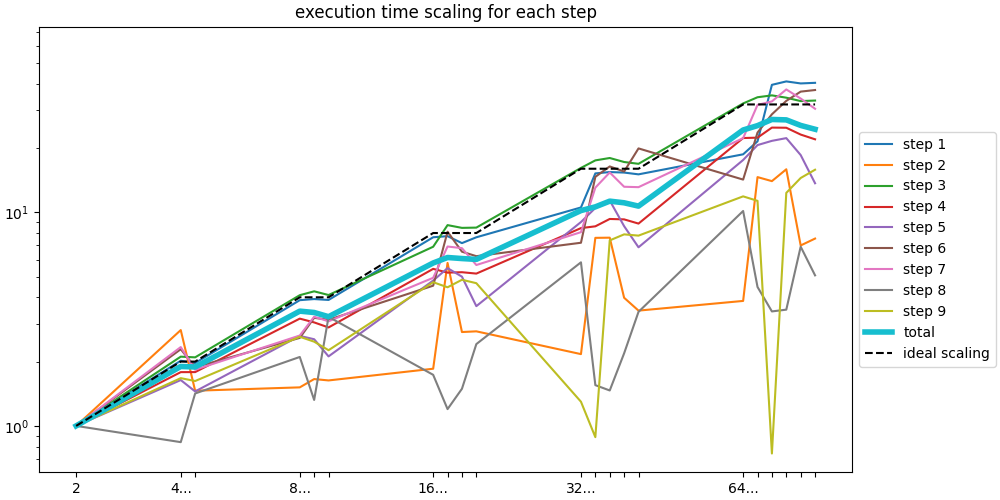 execution time scaling for each step
10¹
10⁰
2 4... 8... 16... 32... 64...
step 1
step 2
step 3
step 4
step 5
step 6
step 7
step 8
step 9
total
ideal scaling